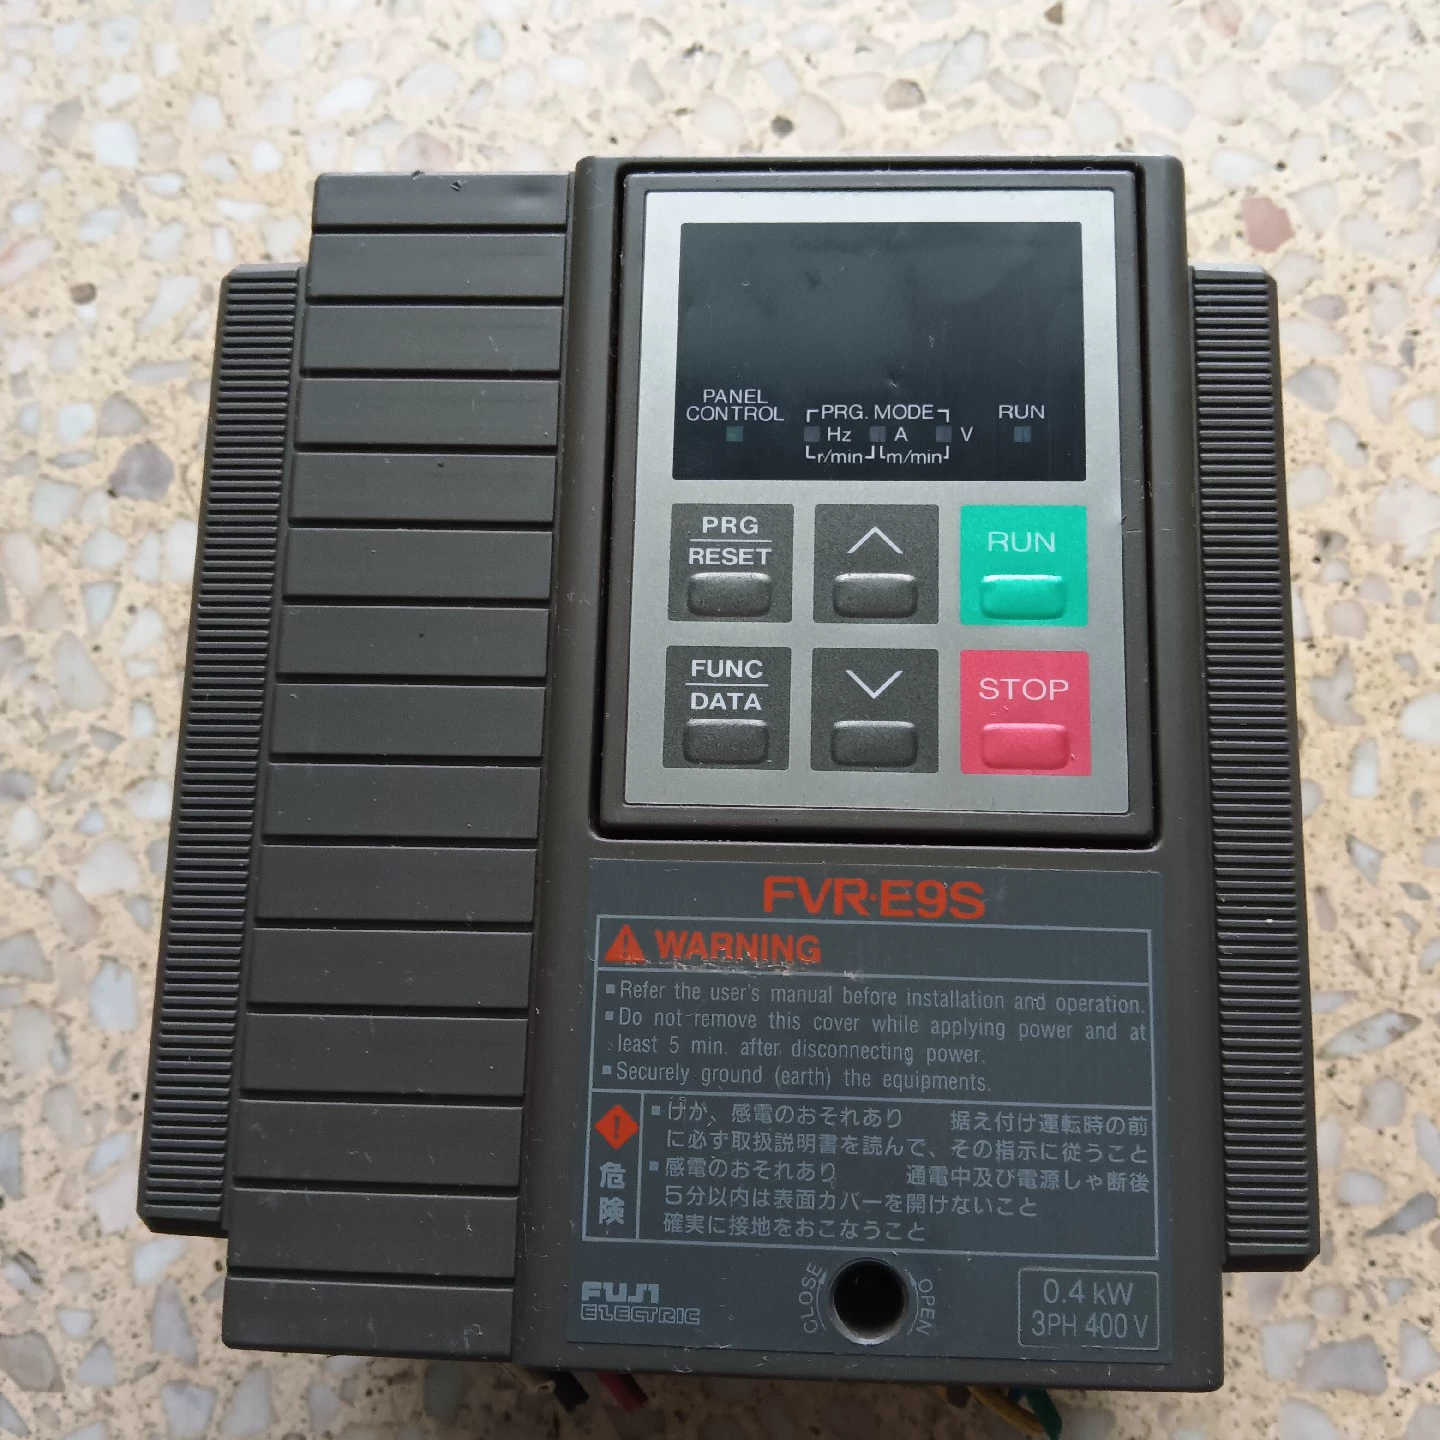 PANEL
CONTROL
PRG. MODE
RUN
Hz A V
r/min m/min
PRG
RESET
RUN
FUNC
DATA
STOP
FVR-E9S
WARNING
■Refer the user's manual before installation and operation.
■Do not remove this cover while applying power and at
least 5 min. after disconnecting power.
■Securely ground (earth) the equipments.
危険
■けが、感電のおそれあり 据え付け運転時の前
に必ず取扱説明書を読んで、その指示に従うこと
■感電のおそれあり 通電中及び電源しゃ断後
5分以内は表面カバーを開けないこと
確実に接地をおこなうこと
FUJI
ELECTRIC
CLOSE OPEN
0.4 kW
3PH 400 V